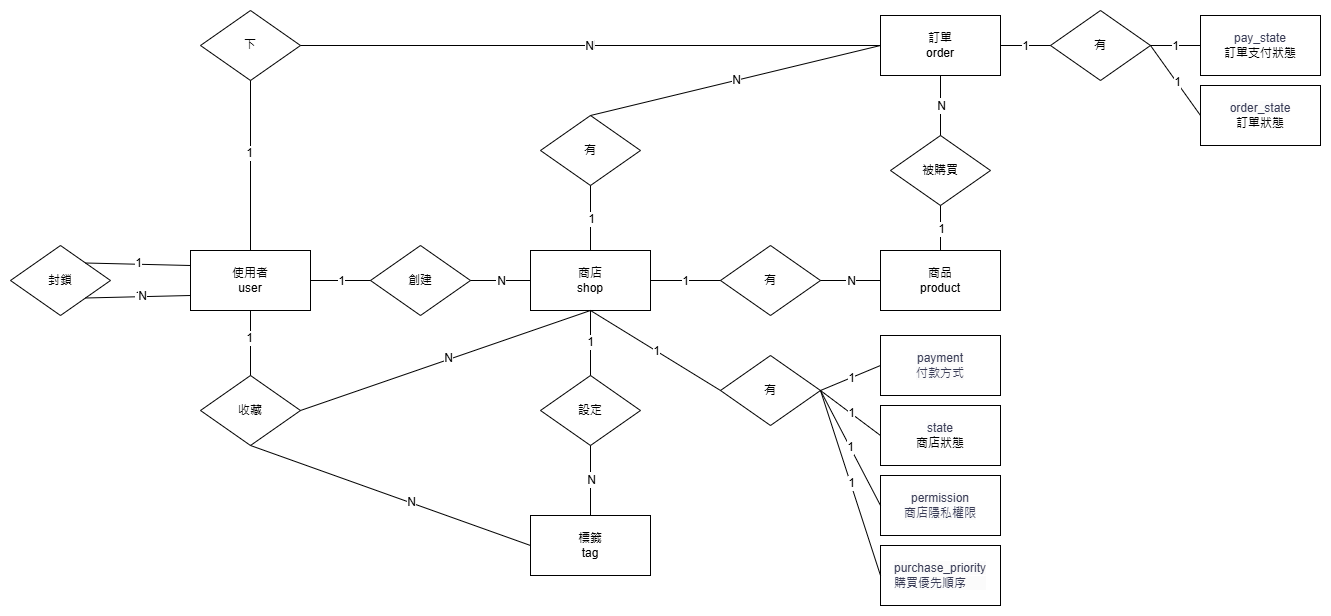 下
N
訂單
order
1
有
1
pay_state
訂單支付狀態
1
order_state
訂單狀態
N
1
有
N
被購買
1
1
封鎖
1
N
使用者
user
1
創建
N
商店
shop
1
有
N
商品
product
1
N
1
1
收藏
設定
有
1
payment
付款方式
1
state
商店狀態
N
N
1
permission
商店隱私權限
1
標籤
tag
purchase_priority
購買優先順序